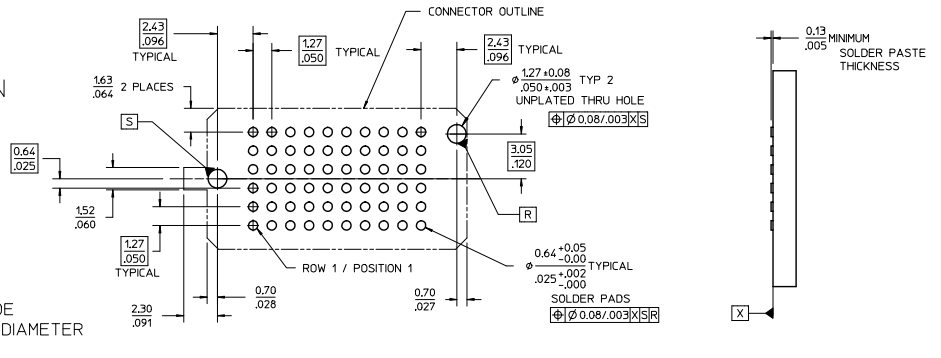 CONNECTOR OUTLINE
2.43
.096
TYPICAL
1.27
.050
TYPICAL
2.43
.096
TYPICAL
0.13
.005
MINIMUM
SOLDER PASTE
THICKNESS
N
1.63
.064
2 PLACES
⌀ 1.27 ±0.08
.050 ±.003
TYP 2
UNPLATED THRU HOLE
⌖ ⌀ 0.08/.003 X S
S
0.64
.025
3.05
.120
1.52
.060
R
1.27
.050
TYPICAL
ROW 1 / POSITION 1
⌀ 0.64 +0.05
-0.00
.025 +.002
-.000
TYPICAL
SOLDER PADS
⌖ ⌀ 0.08/.003 X S R
0.70
.028
0.70
.027
2.30
.091
X
DE
DIAMETER